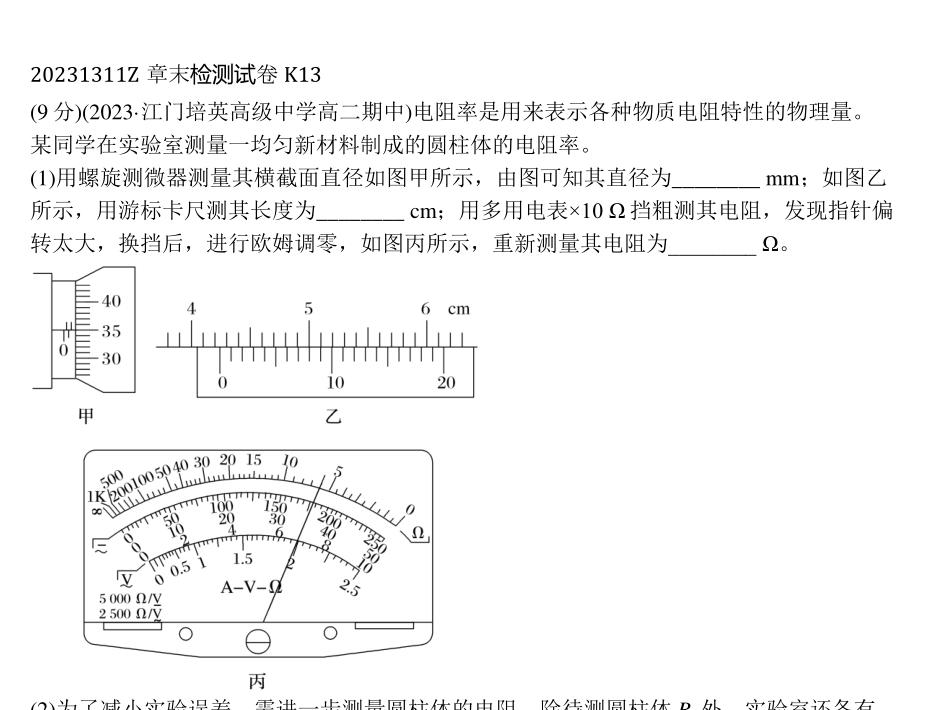 20231311Z 章末检测试卷 K13
(9 分)(2023·江门培英高级中学高二期中)电阻率是用来表示各种物质电阻特性的物理量。
某同学在实验室测量一均匀新材料制成的圆柱体的电阻率。
(1)用螺旋测微器测量其横截面直径如图甲所示，由图可知其直径为________ mm；如图乙
所示，用游标卡尺测其长度为________ cm；用多用电表×10 Ω 挡粗测其电阻，发现指针偏
转太大，换挡后，进行欧姆调零，如图丙所示，重新测量其电阻为________ Ω。
40
35
0
30
甲
4 5 6 cm
0 10 20
乙
1K 500 200 100 50 40 30 20 15 10 5 0
∞ Ω
0 50 100 150 200 250
0 10 20 30 40 50
0 2 4 6 8 10
0 0.5 1 1.5 2 2.5
V
A-V-Ω
5 000 Ω/V
2 500 Ω/V
丙
(2)为了减小实验误差，需进一步测量圆柱体的电阻，除待测圆柱体 R 外，实验室还备有